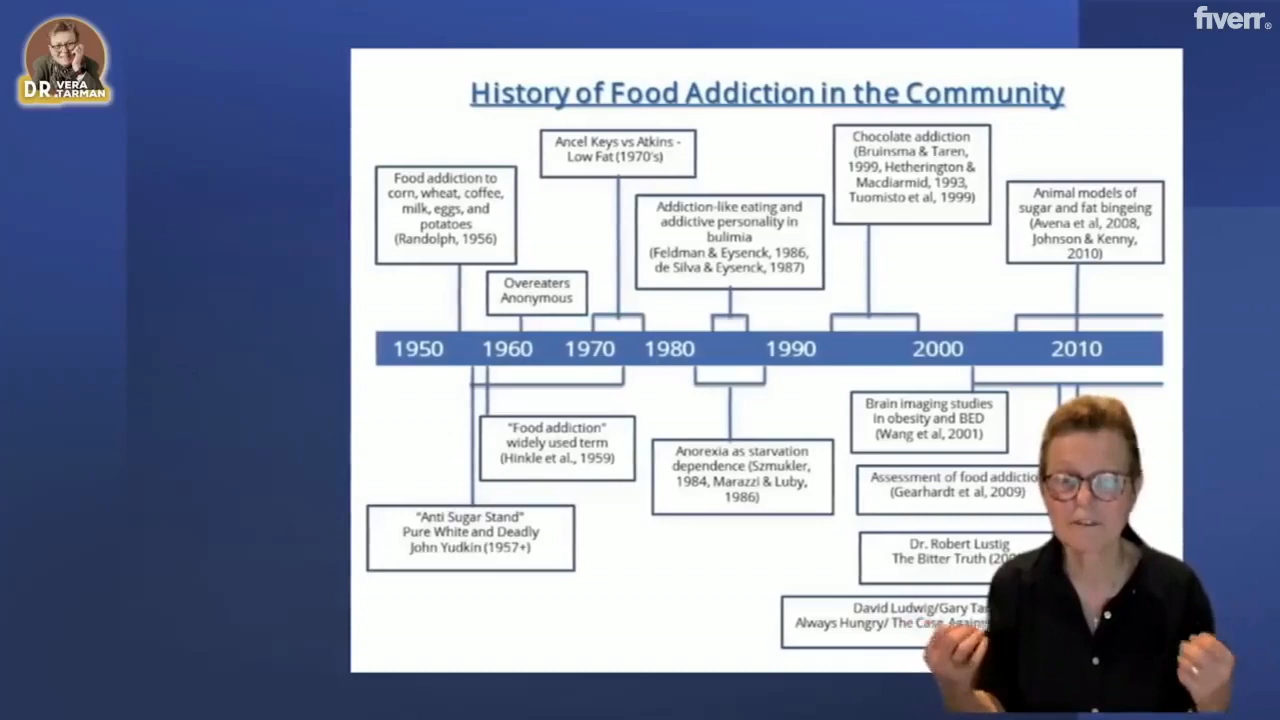 fiverr.
DR. VERA
TARMAN
History of Food Addiction in the Community
Ancel Keys vs Atkins -
Low Fat (1970's)
Chocolate addiction
(Bruinsma & Taren,
1999, Hetherington &
Macdiarmid, 1993,
Tuomisto et al, 1999)
Food addiction to
corn, wheat, coffee,
milk, eggs, and
potatoes
(Randolph, 1956)
Addiction-like eating and
addictive personality in
bulimia
(Feldman & Eysenck, 1986,
de Silva & Eysenck, 1987)
Animal models of
sugar and fat bingeing
(Avena et al, 2008,
Johnson & Kenny,
2010)
Overeaters
Anonymous
1950 1960 1970 1980 1990 2000 2010
"Food addiction"
widely used term
(Hinkle et al., 1959)
Anorexia as starvation
dependence (Szmukler,
1984, Marazzi & Luby,
1986)
Brain imaging studies
in obesity and BED
(Wang et al, 2001)
Assessment of food addictio
(Gearhardt et al, 2009)
"Anti Sugar Stand"
Pure White and Deadly
John Yudkin (1957+)
Dr. Robert Lustig
The Bitter Truth (20
David Ludwig/Gary Ta
Always Hungry/ The Case Again